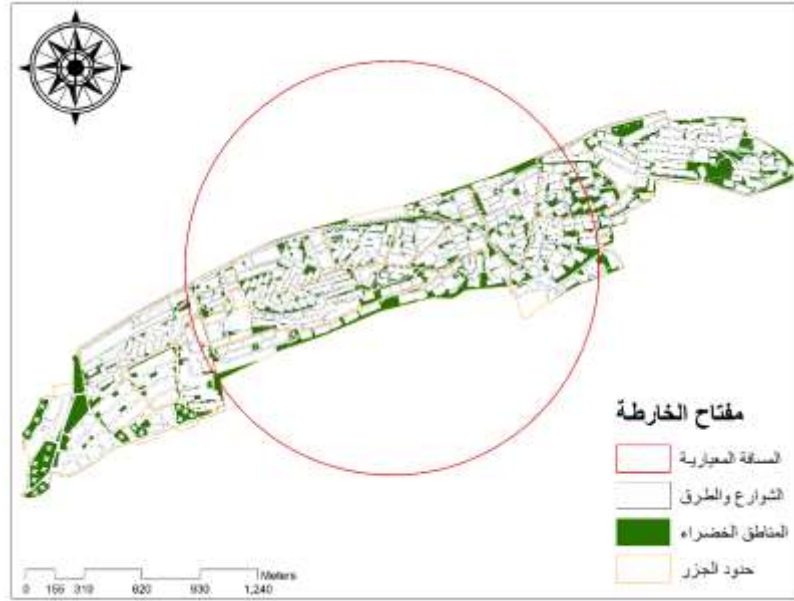 مفتاح الخارطة
المسافة المعيارية
الشوارع والطرق
المناطق الخضراء
حدود الجزر
Meters
0 155 310 620 930 1,240